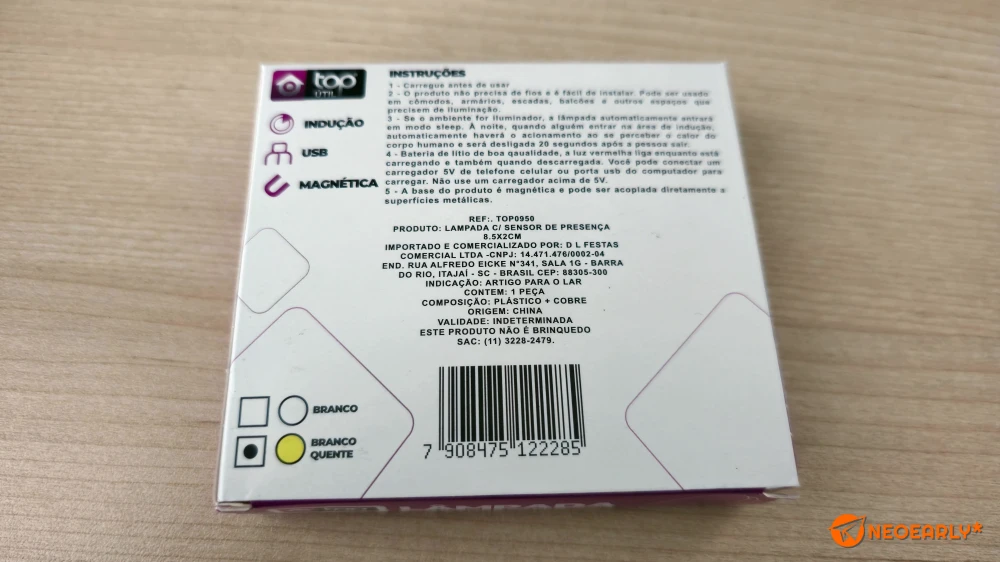 top
ÚTIL
INDUÇÃO
USB
MAGNÉTICA
INSTRUÇÕES
1 - Carregue antes de usar
2 - O produto não precisa de fios e é fácil de instalar. Pode ser usado
em cômodos, armários, escadas, balcões e outros espaços que
precisem de iluminação.
3 - Se o ambiente for iluminador, a lâmpada automaticamente entrará
em modo sleep. À noite, quando alguém entrar na área de indução,
automaticamente haverá o acionamento ao se perceber o calor do
corpo humano e será desligada 20 segundos após a pessoa sair.
4 - Bateria de lítio de boa qaualidade, a luz vermelha liga enquanto está
carregando e também quando descarregada. Você pode conectar um
carregador 5V de telefone celular ou porta usb do computador para
carregar. Não use um carregador acima de 5V.
5 - A base do produto é magnética e pode ser acoplada diretamente a
superfícies metálicas.
REF:. TOP0950
PRODUTO: LAMPADA C/ SENSOR DE PRESENÇA
8.5X2CM
IMPORTADO E COMERCIALIZADO POR: D L FESTAS
COMERCIAL LTDA -CNPJ: 14.471.476/0002-04
END. RUA ALFREDO EICKE N°341, SALA 1G - BARRA
DO RIO, ITAJAÍ - SC - BRASIL CEP: 88305-300
INDICAÇÃO: ARTIGO PARA O LAR
CONTEM: 1 PEÇA
COMPOSIÇÃO: PLÁSTICO + COBRE
ORIGEM: CHINA
VALIDADE: INDETERMINADA
ESTE PRODUTO NÃO É BRINQUEDO
SAC: (11) 3228-2479.
BRANCO
BRANCO
QUENTE
7 908475 122285
LÂMPADA
NEOEARLY*